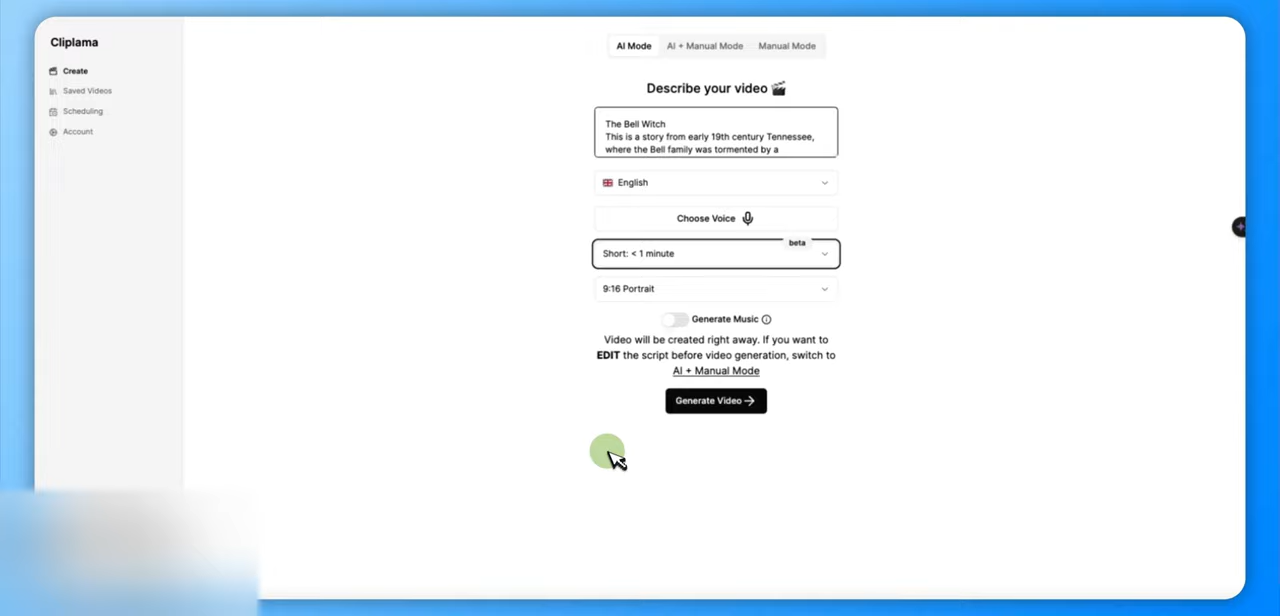 Cliplama
Create
Saved Videos
Scheduling
Account
AI Mode
AI + Manual Mode
Manual Mode
Describe your video
The Bell Witch
This is a story from early 19th century Tennessee,
where the Bell family was tormented by a
English
Choose Voice
beta
Short: < 1 minute
9:16 Portrait
Generate Music
Video will be created right away. If you want to
EDIT the script before video generation, switch to
AI + Manual Mode
Generate Video